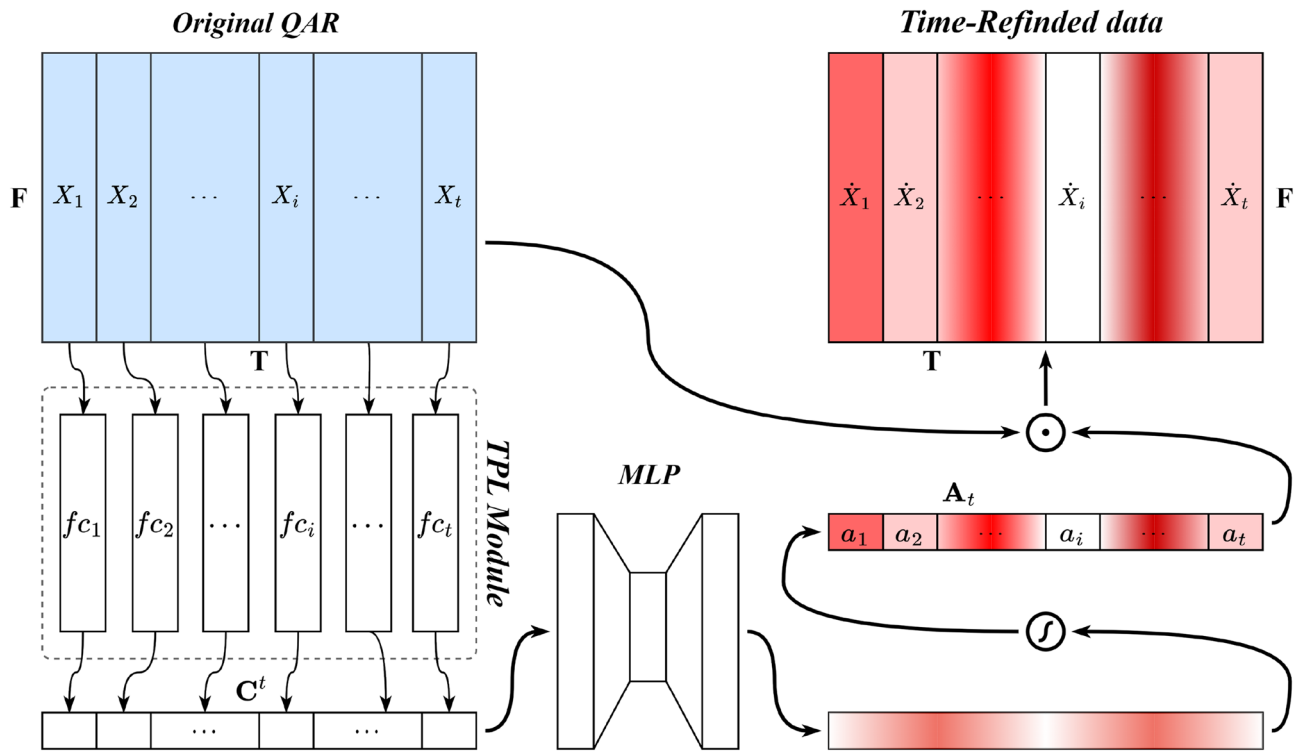 Original QAR
Time-Refinded data
F
X₁ X₂ ··· Xᵢ ··· Xₜ
Ẋ₁ Ẋ₂ ··· Ẋᵢ ··· Ẋₜ
F
T
T
fc₁ fc₂ ··· fcᵢ ··· fcₜ
TPL Module
MLP
Aₜ
a₁ a₂ ··· aᵢ ··· aₜ
∫
Cᵗ
··· ···